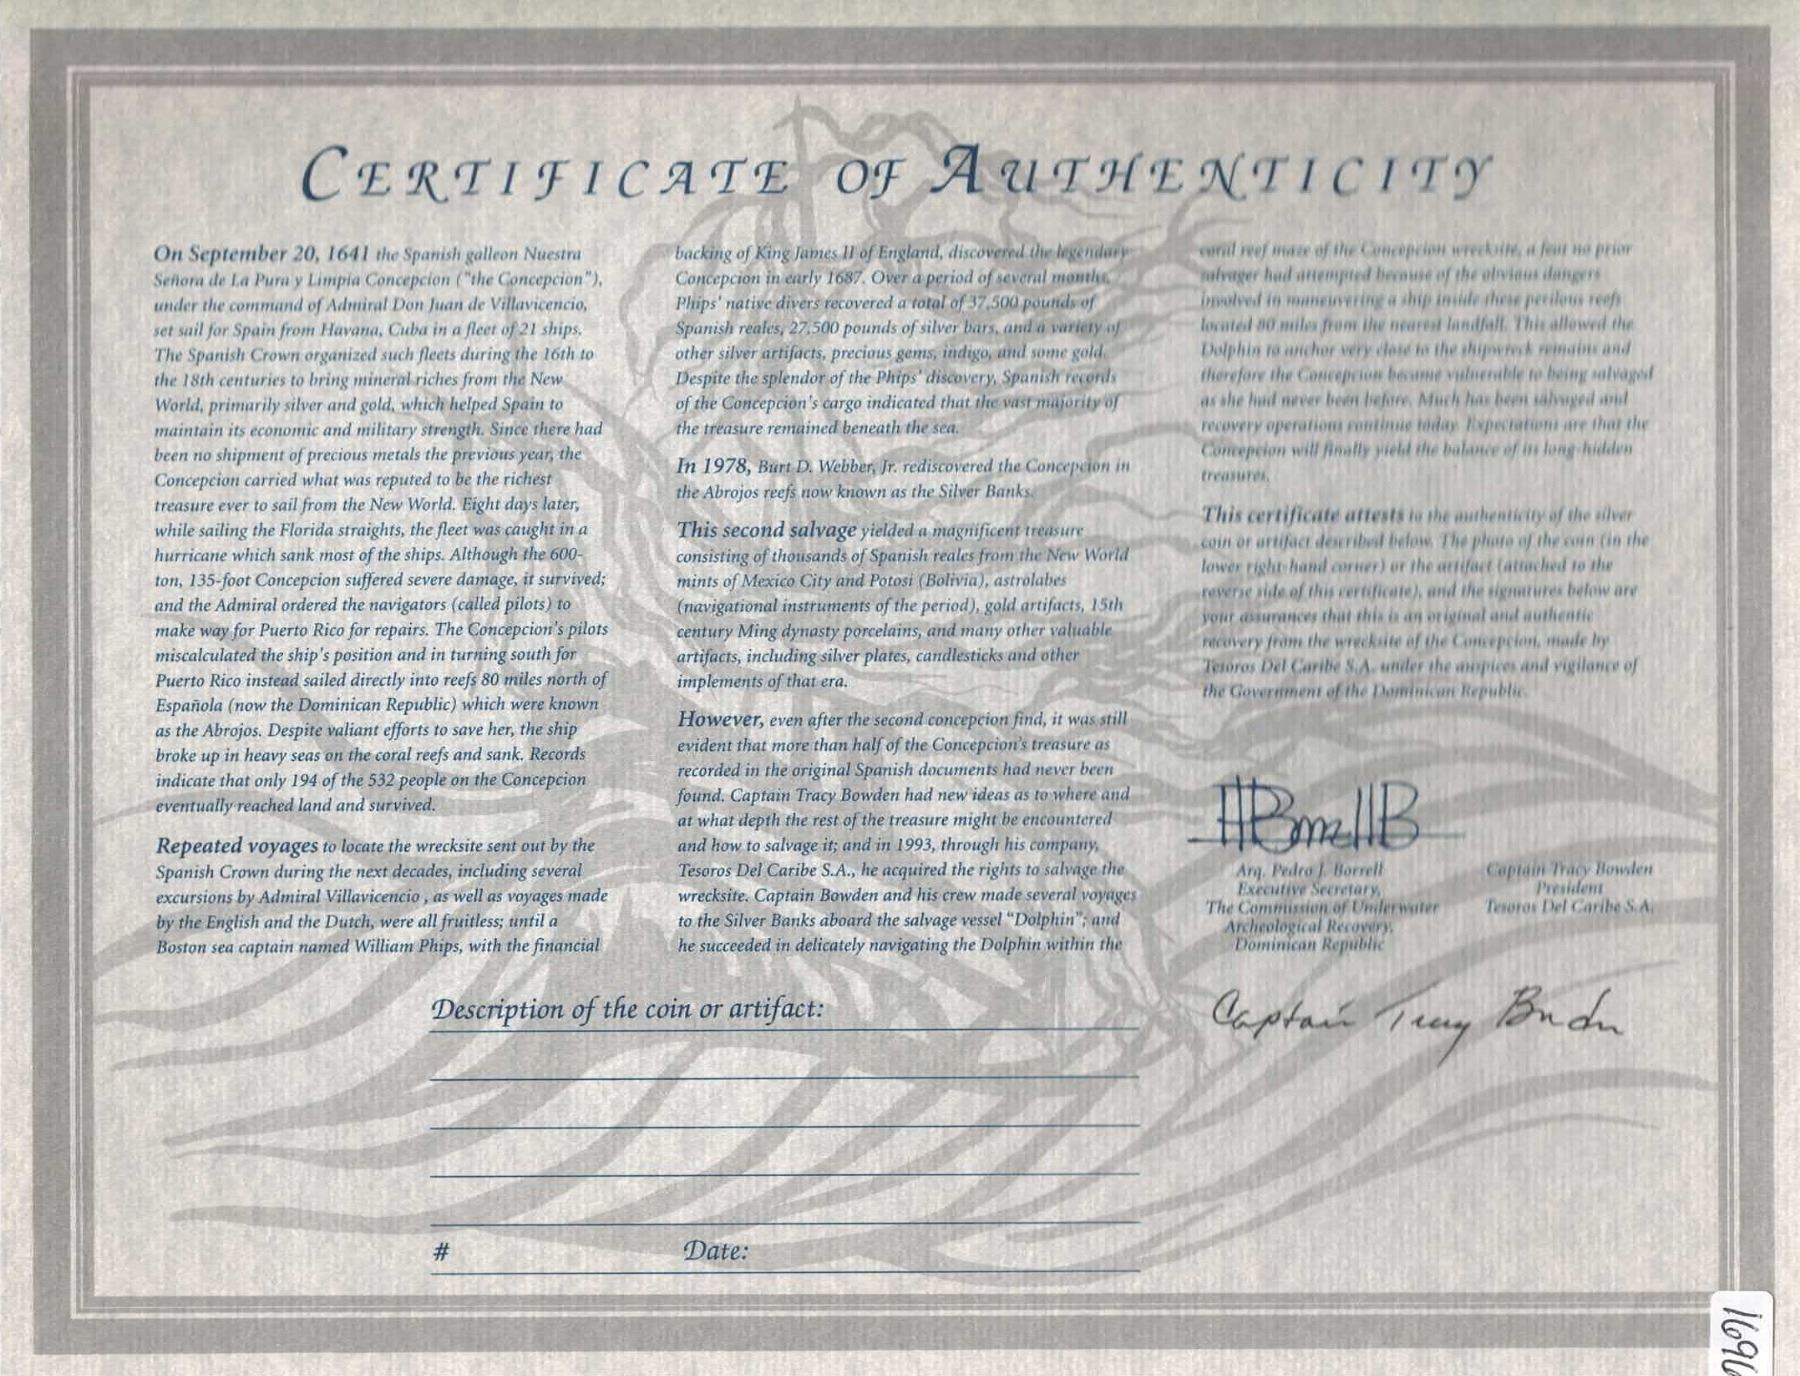 CERTIFICATE OF AUTHENTICITY
On September 20, 1641 the Spanish galleon Nuestra
Señora de La Pura y Limpia Concepcion ("the Concepcion"),
under the command of Admiral Don Juan de Villavicencio,
set sail for Spain from Havana, Cuba in a fleet of 21 ships.
The Spanish Crown organized such fleets during the 16th to
the 18th centuries to bring mineral riches from the New
World, primarily silver and gold, which helped Spain to
maintain its economic and military strength. Since there had
been no shipment of precious metals the previous year, the
Concepcion carried what was reputed to be the richest
treasure ever to sail from the New World. Eight days later,
while sailing the Florida straights, the fleet was caught in a
hurricane which sank most of the ships. Although the 600-
ton, 135-foot Concepcion suffered severe damage, it survived;
and the Admiral ordered the navigators (called pilots) to
make way for Puerto Rico for repairs. The Concepcion's pilots
miscalculated the ship's position and in turning south for
Puerto Rico instead sailed directly into reefs 80 miles north of
Española (now the Dominican Republic) which were known
as the Abrojos. Despite valiant efforts to save her, the ship
broke up in heavy seas on the coral reefs and sank. Records
indicate that only 194 of the 532 people on the Concepcion
eventually reached land and survived.
Repeated voyages to locate the wrecksite sent out by the
Spanish Crown during the next decades, including several
excursions by Admiral Villavicencio , as well as voyages made
by the English and the Dutch, were all fruitless; until a
Boston sea captain named William Phips, with the financial
backing of King James II of England, discovered the legendary
Concepcion in early 1687. Over a period of several months,
Phips' native divers recovered a total of 37,500 pounds of
Spanish reales, 27,500 pounds of silver bars, and a variety of
other silver artifacts, precious gems, indigo, and some gold.
Despite the splendor of the Phips' discovery, Spanish records
of the Concepcion's cargo indicated that the vast majority of
the treasure remained beneath the sea.
In 1978, Burt D. Webber, Jr. rediscovered the Concepcion in
the Abrojos reefs now known as the Silver Banks.
This second salvage yielded a magnificent treasure
consisting of thousands of Spanish reales from the New World
mints of Mexico City and Potosi (Bolivia), astrolabes
(navigational instruments of the period), gold artifacts, 15th
century Ming dynasty porcelains, and many other valuable
artifacts, including silver plates, candlesticks and other
implements of that era.
However, even after the second concepcion find, it was still
evident that more than half of the Concepcion's treasure as
recorded in the original Spanish documents had never been
found. Captain Tracy Bowden had new ideas as to where and
at what depth the rest of the treasure might be encountered
and how to salvage it; and in 1993, through his company,
Tesoros Del Caribe S.A., he acquired the rights to salvage the
wrecksite. Captain Bowden and his crew made several voyages
to the Silver Banks aboard the salvage vessel "Dolphin"; and
he succeeded in delicately navigating the Dolphin within the
coral reef maze of the Concepcion wrecksite, a feat no prior
salvager had attempted because of the obvious dangers
involved in maneuvering a ship inside these perilous reefs
located 80 miles from the nearest landfall. This allowed the
Dolphin to anchor very close to the shipwreck remains and
therefore the Concepcion became vulnerable to being salvaged
as she had never been before. Much has been salvaged and
recovery operations continue today. Expectations are that the
Concepcion will finally yield the balance of its long-hidden
treasures.
This certificate attests to the authenticity of the silver
coin or artifact described below. The photo of the coin (in the
lower right-hand corner) or the artifact (attached to the
reverse side of this certificate), and the signatures below are
your assurances that this is an original and authentic
recovery from the wrecksite of the Concepcion, made by
Tesoros Del Caribe S.A. under the auspices and vigilance of
the Government of the Dominican Republic.
Arq. Pedro J. Borrell
Executive Secretary,
The Commission of Underwater
Archeological Recovery,
Dominican Republic
Captain Tracy Bowden
President
Tesoros Del Caribe S.A.
Captain Tracy Bowden
Description of the coin or artifact:
# Date: